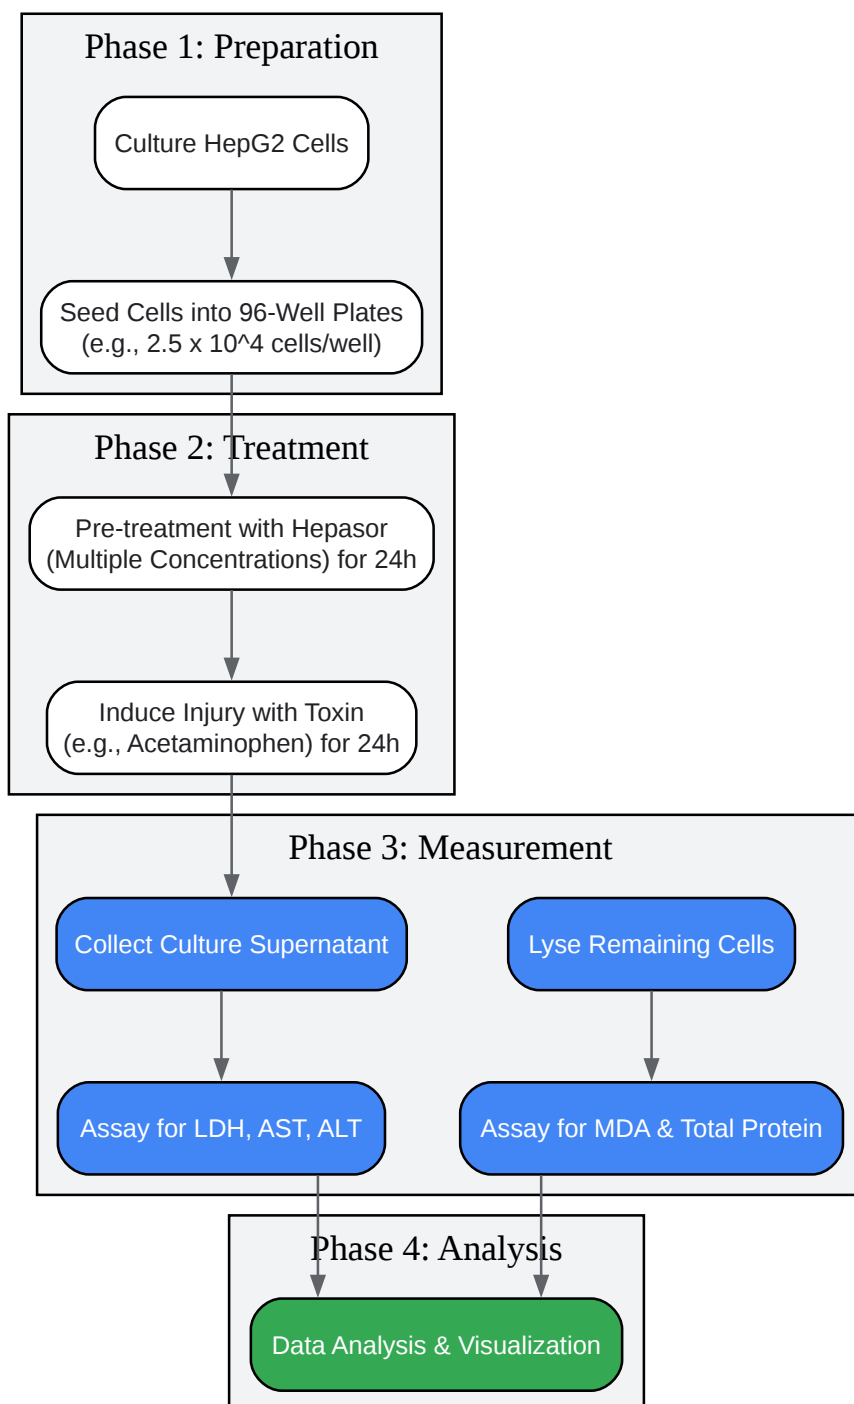 Phase 1: Preparation
Culture HepG2 Cells
Seed Cells into 96-Well Plates
(e.g., 2.5 x 10^4 cells/well)
Phase 2: Treatment
Pre-treatment with Hepasor
(Multiple Concentrations) for 24h
Induce Injury with Toxin
(e.g., Acetaminophen) for 24h
Phase 3: Measurement
Collect Culture Supernatant
Lyse Remaining Cells
Assay for LDH, AST, ALT
Assay for MDA & Total Protein
Phase 4: Analysis
Data Analysis & Visualization